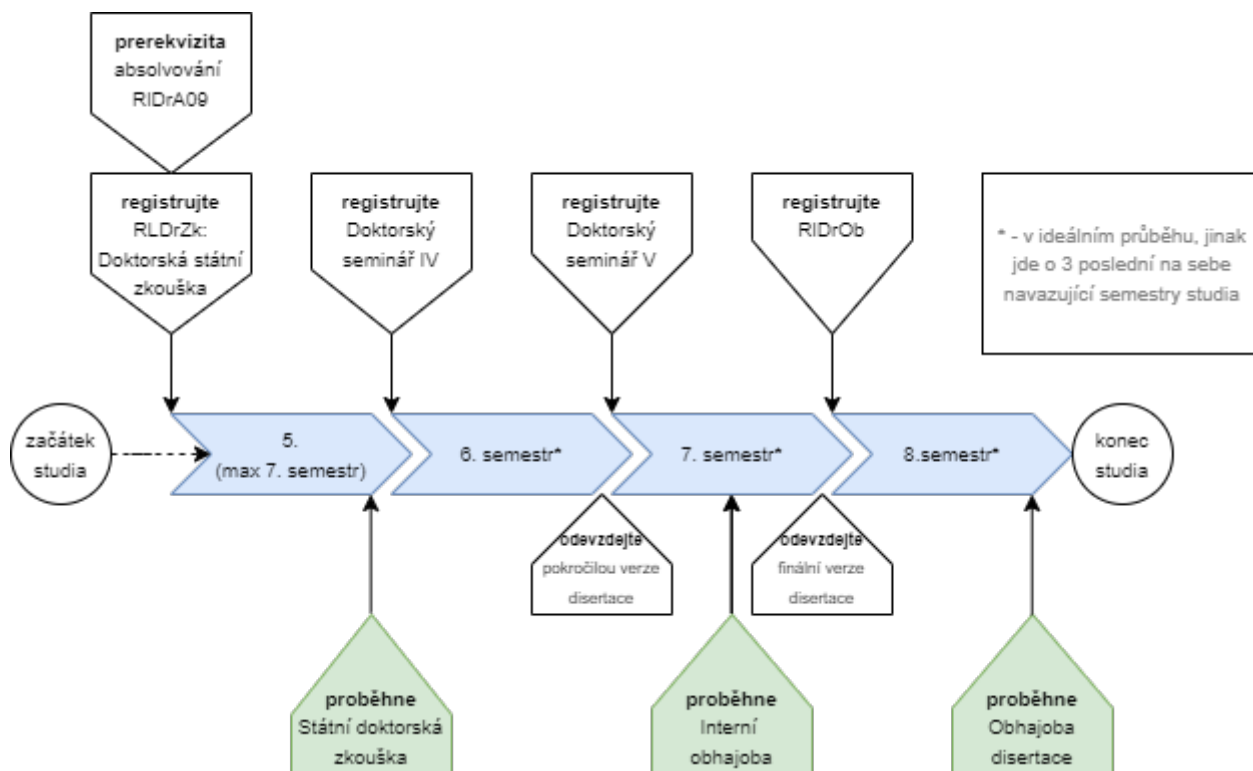 prerekvizita
absolvování
RIDrA09
registrujte
RLDrZk:
Doktorská státní
zkouška
registrujte
Doktorský
seminář IV
registrujte
Doktorský
seminář V
registrujte
RIDrOb
* - v ideálním průběhu, jinak
jde o 3 poslední na sebe
navazující semestry studia
začátek
studia
5.
(max 7. semestr)
6. semestr*
7. semestr*
8.semestr*
konec
studia
odevzdejte
pokročilou verze
disertace
odevzdejte
finální verze
disertace
proběhne
Státní doktorská
zkouška
proběhne
Interní
obhajoba
proběhne
Obhajoba
disertace